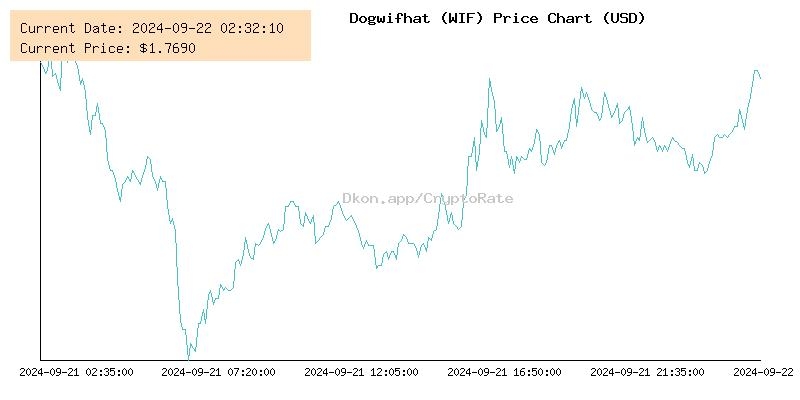 Dogwifhat (WIF) Price Chart (USD)
Current Date: 2024-09-22 02:32:10
Current Price: $1.7690
Dkon.app/CryptoRate
2024-09-21 02:35:00
2024-09-21 07:20:00
2024-09-21 12:05:00
2024-09-21 16:50:00
2024-09-21 21:35:00
2024-09-22